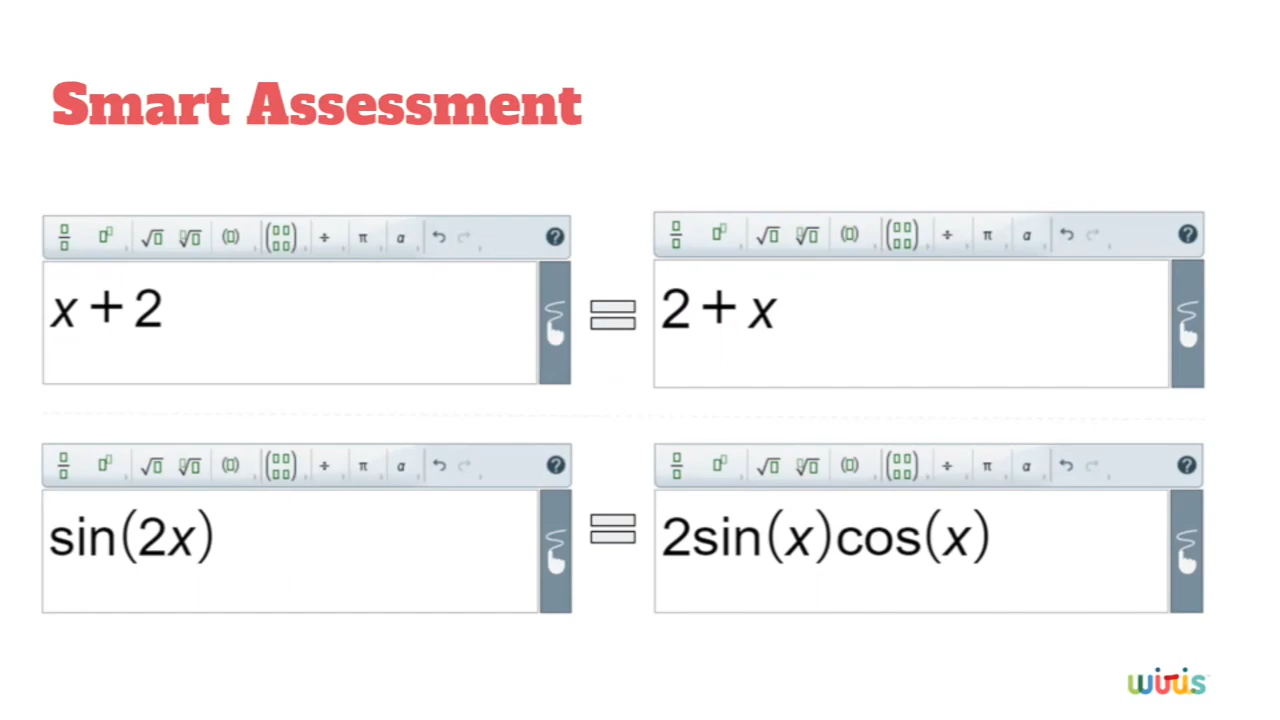 Smart Assessment
÷ π α ?
÷ π α ?
x + 2 = 2 + x
÷ π α ?
÷ π α ?
sin(2x) = 2sin(x)cos(x)
wiris